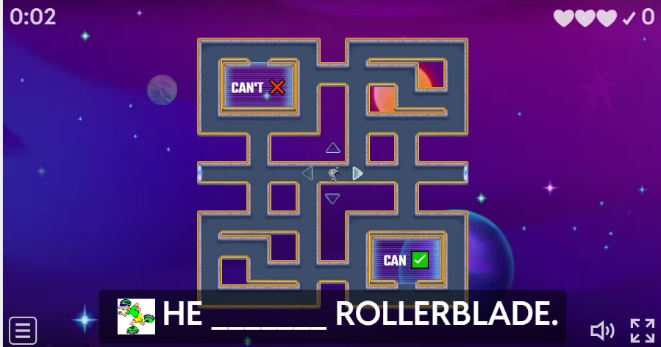 0:02
✓ 0
CAN'T ❌
CAN ✅
HE _______ ROLLERBLADE.